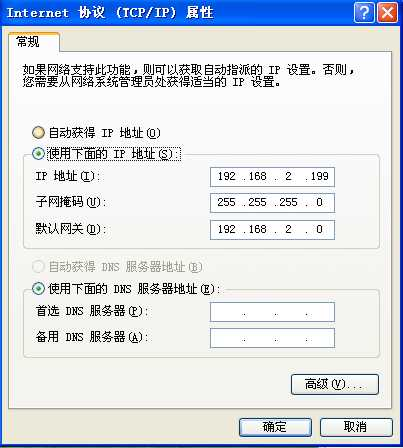 Internet 协议 (TCP/IP) 属性
常规
如果网络支持此功能，则可以获取自动指派的 IP 设置。否则，
您需要从网络系统管理员处获得适当的 IP 设置。
自动获得 IP 地址(O)
使用下面的 IP 地址(S):
IP 地址(I): 192 .168 . 2 .199
子网掩码(U): 255 .255 .255 . 0
默认网关(D): 192 .168 . 2 . 0
自动获得 DNS 服务器地址(B)
使用下面的 DNS 服务器地址(E):
首选 DNS 服务器(P): . . .
备用 DNS 服务器(A): . . .
高级(V)...
确定 取消